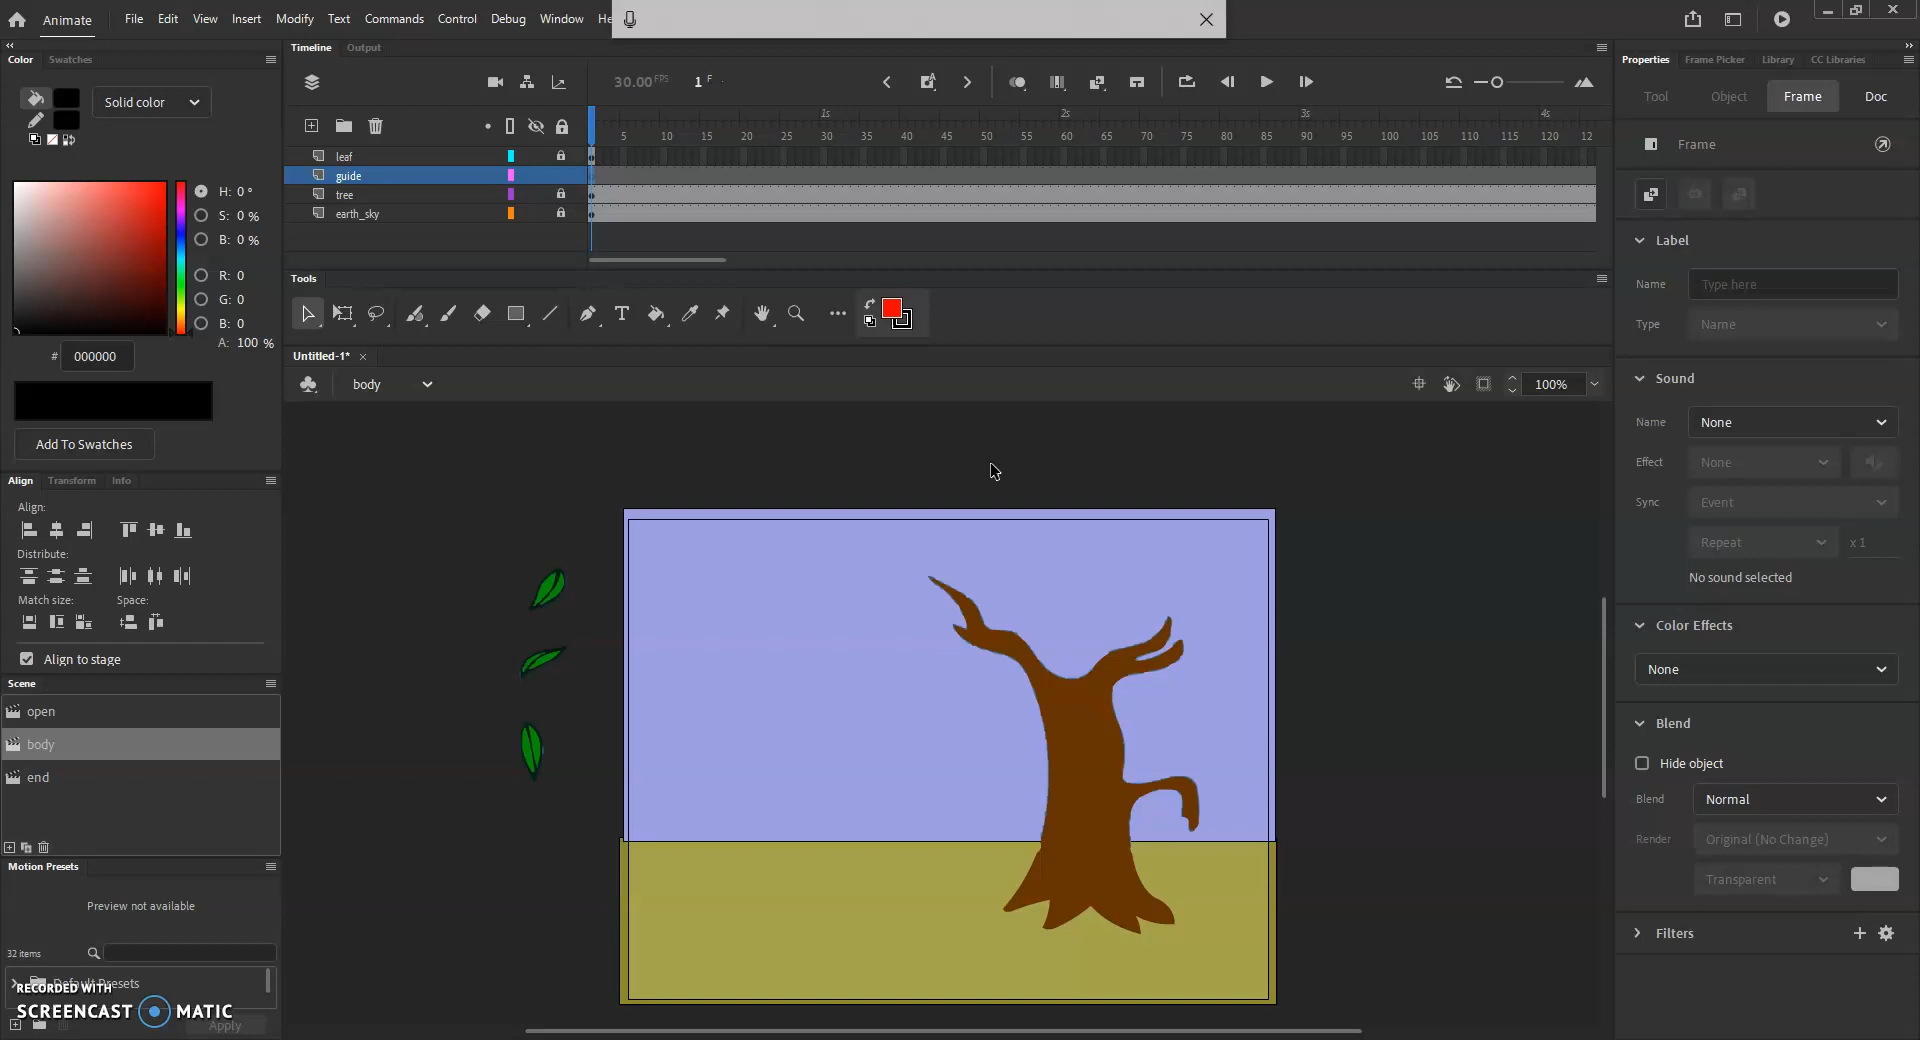 Animate File Edit View Insert Modify Text Commands Control Debug Window
Color Swatches
Solid color
H: 0 °
S: 0 %
B: 0 %
R: 0
G: 0
B: 0
A: 100 %
# 000000
Add To Swatches
Align Transform Info
Align:
Distribute:
Match size: Space:
Align to stage
Scene
open
body
end
Motion Presets
Preview not available
32 items
Default Presets
RECORDED WITH
SCREENCAST MATIC
Apply
Timeline Output
30.00 FPS 1 F
1s 2s 3s 4s
5 10 15 20 25 30 35 40 45 50 55 60 65 70 75 80 85 90 95 100 105 110 115 120 12
leaf
guide
tree
earth_sky
Tools
Untitled-1*
body 100%
Properties Frame Picker Library CC Libraries
Tool Object Frame Doc
Frame
Label
Name Type here
Type Name
Sound
Name None
Effect None
Sync Event
Repeat x 1
No sound selected
Color Effects
None
Blend
Hide object
Blend Normal
Render Original (No Change)
Transparent
Filters